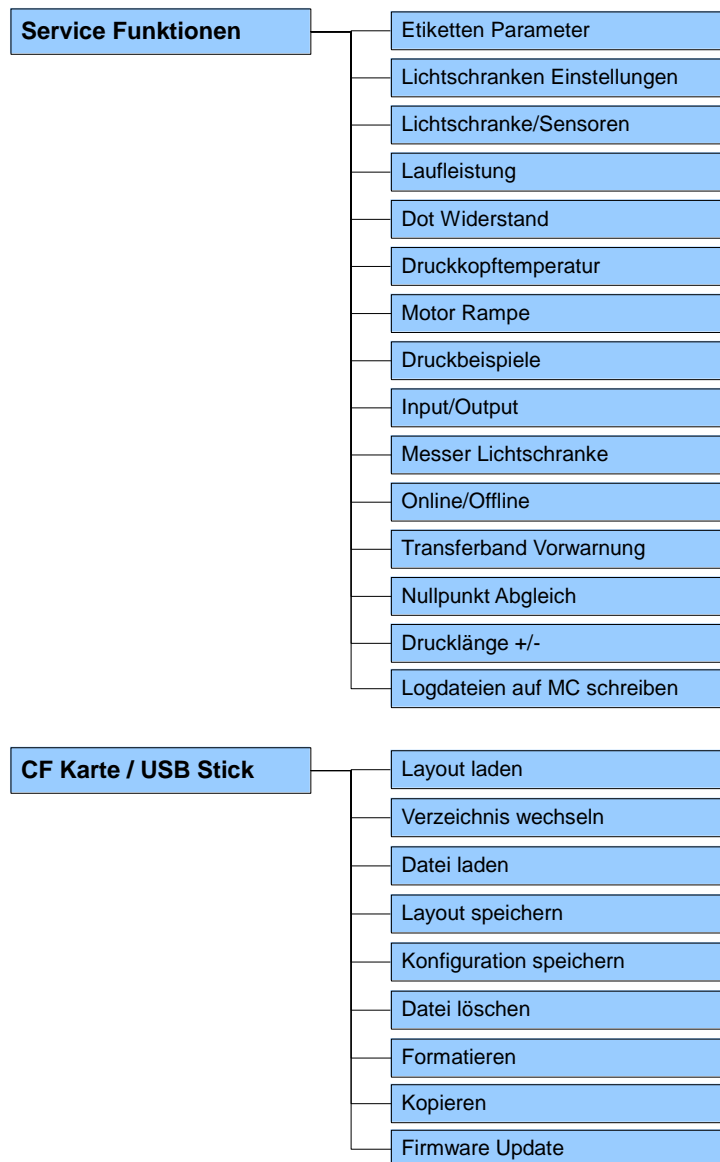 Service Funktionen
Etiketten Parameter
Lichtschranken Einstellungen
Lichtschranke/Sensoren
Laufleistung
Dot Widerstand
Druckkopftemperatur
Motor Rampe
Druckbeispiele
Input/Output
Messer Lichtschranke
Online/Offline
Transferband Vorwarnung
Nullpunkt Abgleich
Drucklänge +/-
Logdateien auf MC schreiben
CF Karte / USB Stick
Layout laden
Verzeichnis wechseln
Datei laden
Layout speichern
Konfiguration speichern
Datei löschen
Formatieren
Kopieren
Firmware Update